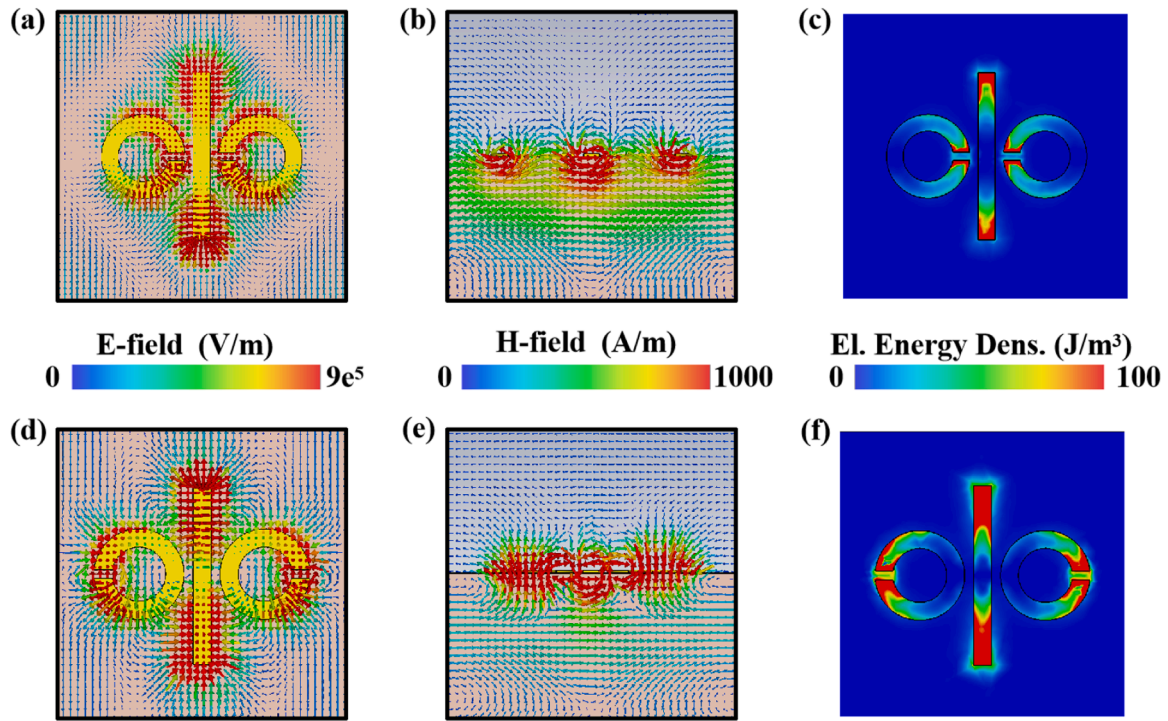 (a) (b) (c)
E-field (V/m) H-field (A/m) El. Energy Dens. (J/m³)
0 9e⁵ 0 1000 0 100
(d) (e) (f)